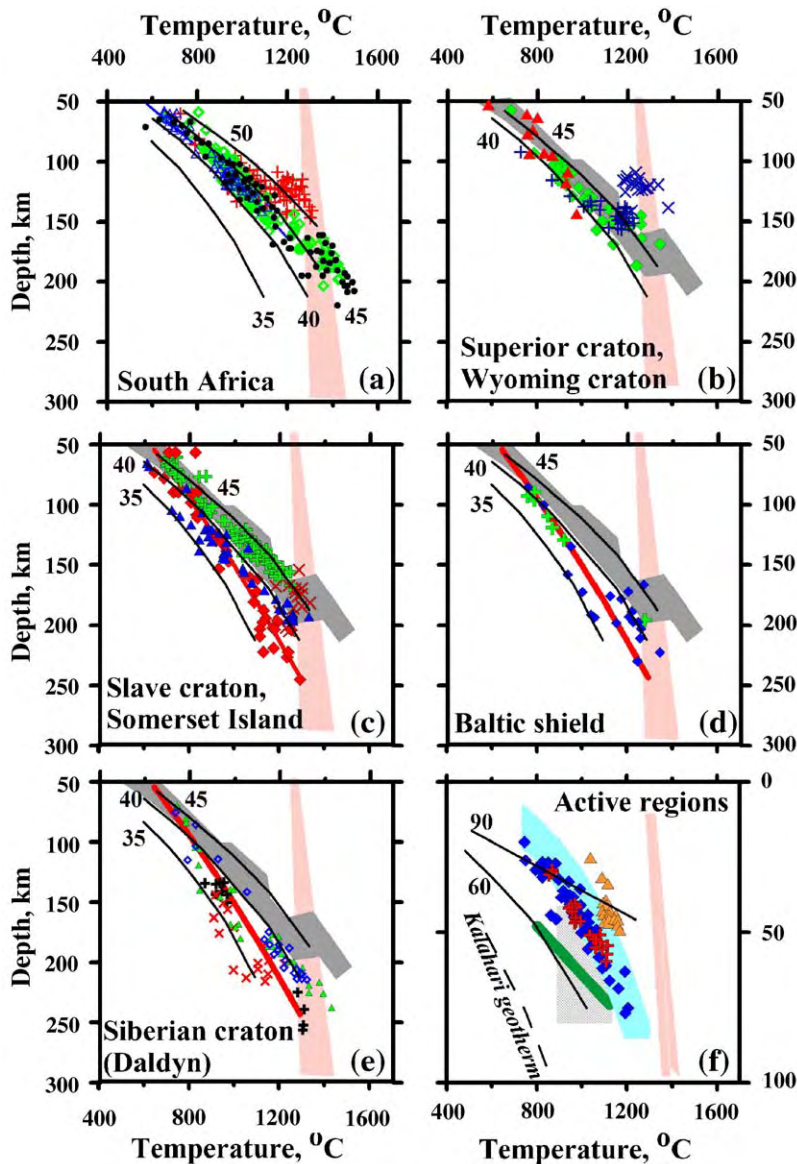 Temperature, °C
Temperature, °C
400 800 1200 1600
400 800 1200 1600
Depth, km
50
100
150
200
250
300
50
45
40
35
South Africa
(a)
50
100
150
200
250
300
45
40
Superior craton,
Wyoming craton
(b)
Depth, km
50
100
150
200
250
300
40
35
45
Slave craton,
Somerset Island
(c)
50
100
150
200
250
300
45
40
35
Baltic shield
(d)
Depth, km
50
100
150
200
250
300
40
45
35
Siberian craton
(Daldyn)
(e)
0
50
100
Active regions
90
60
Kalahari geotherm
(f)
400 800 1200 1600
400 800 1200 1600
Temperature, °C
Temperature, °C